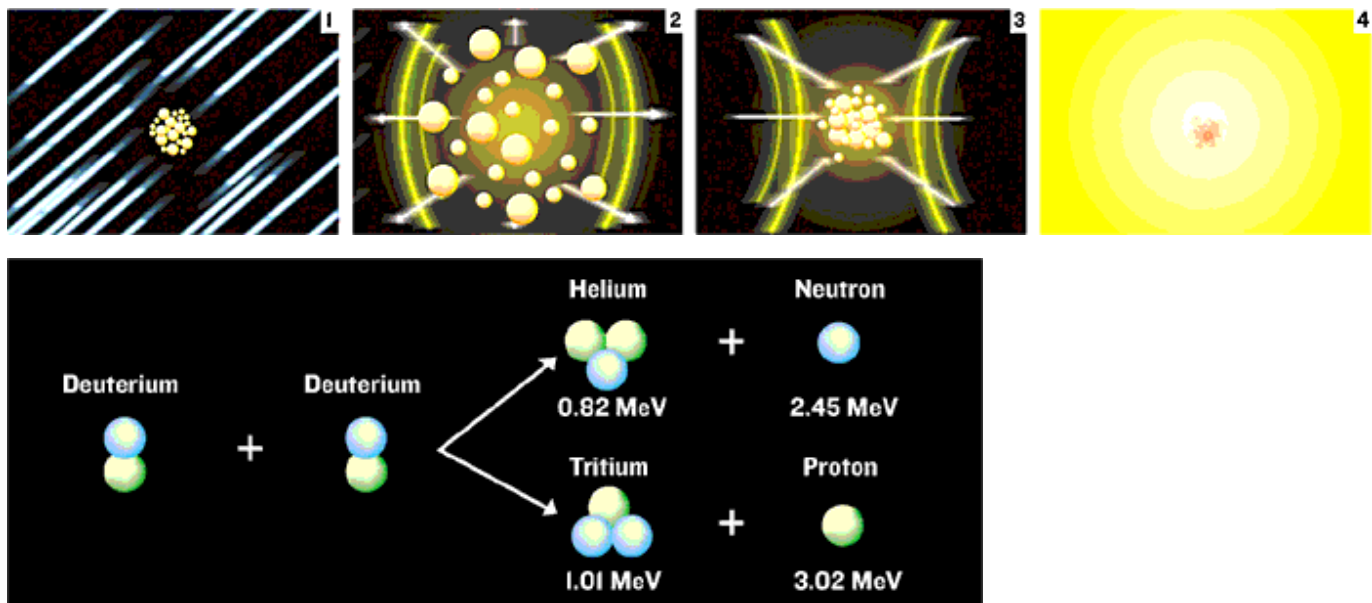 1
2
3
4
Helium
Neutron
+
0.82 MeV
2.45 MeV
Deuterium
Deuterium
+
Tritium
Proton
+
1.01 MeV
3.02 MeV